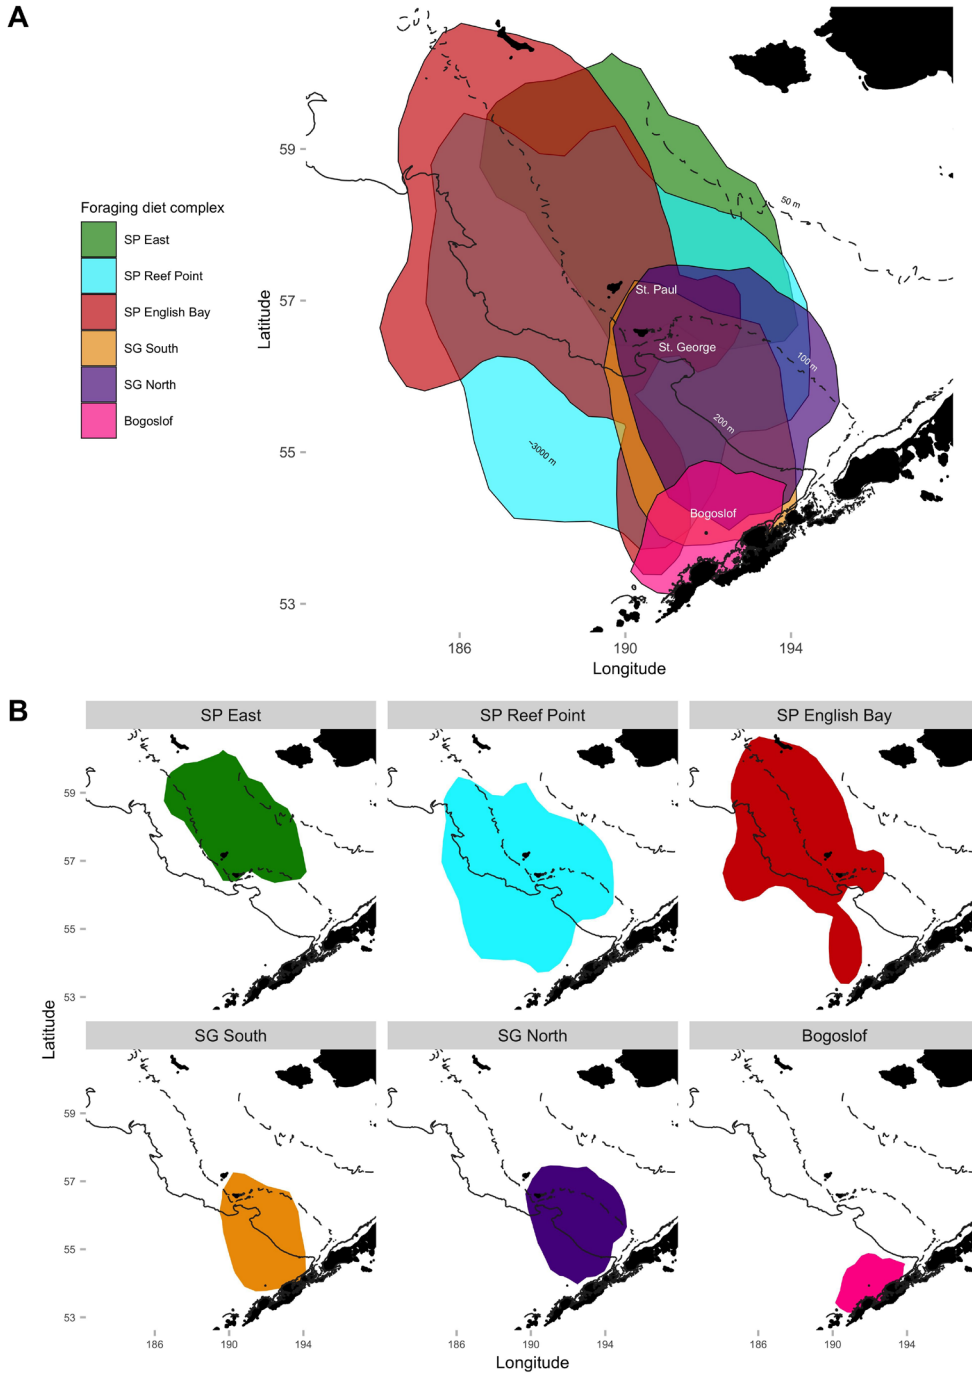 A
59
57
55
53
Latitude
186
190
194
Longitude
Foraging diet complex
SP East
SP Reef Point
SP English Bay
SG South
SG North
Bogoslof
50 m
St. Paul
St. George
100 m
200 m
~3000 m
Bogoslof
B
SP East
SP Reef Point
SP English Bay
59
57
55
53
Latitude
SG South
SG North
Bogoslof
59
57
55
53
186
190
194
186
190
194
186
190
194
Longitude